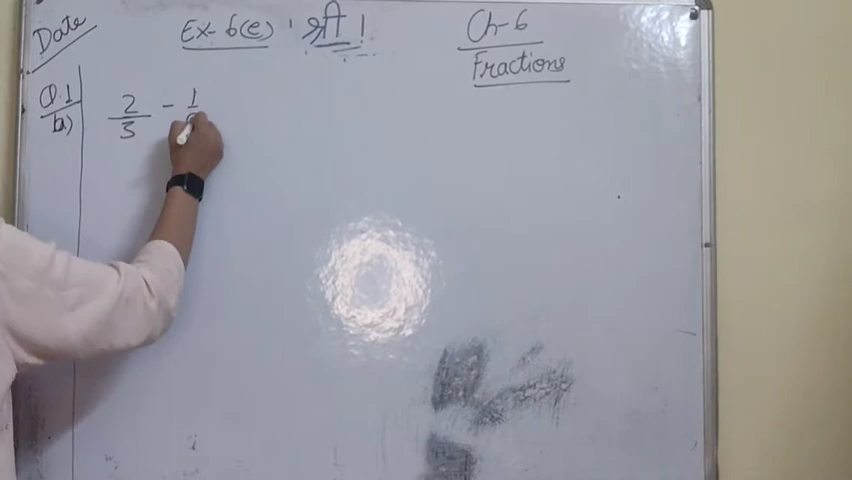 Date
Ex-6(e) ' श्री !
Ch-6
Fractions
Q.1
a)
2/3 - 1/